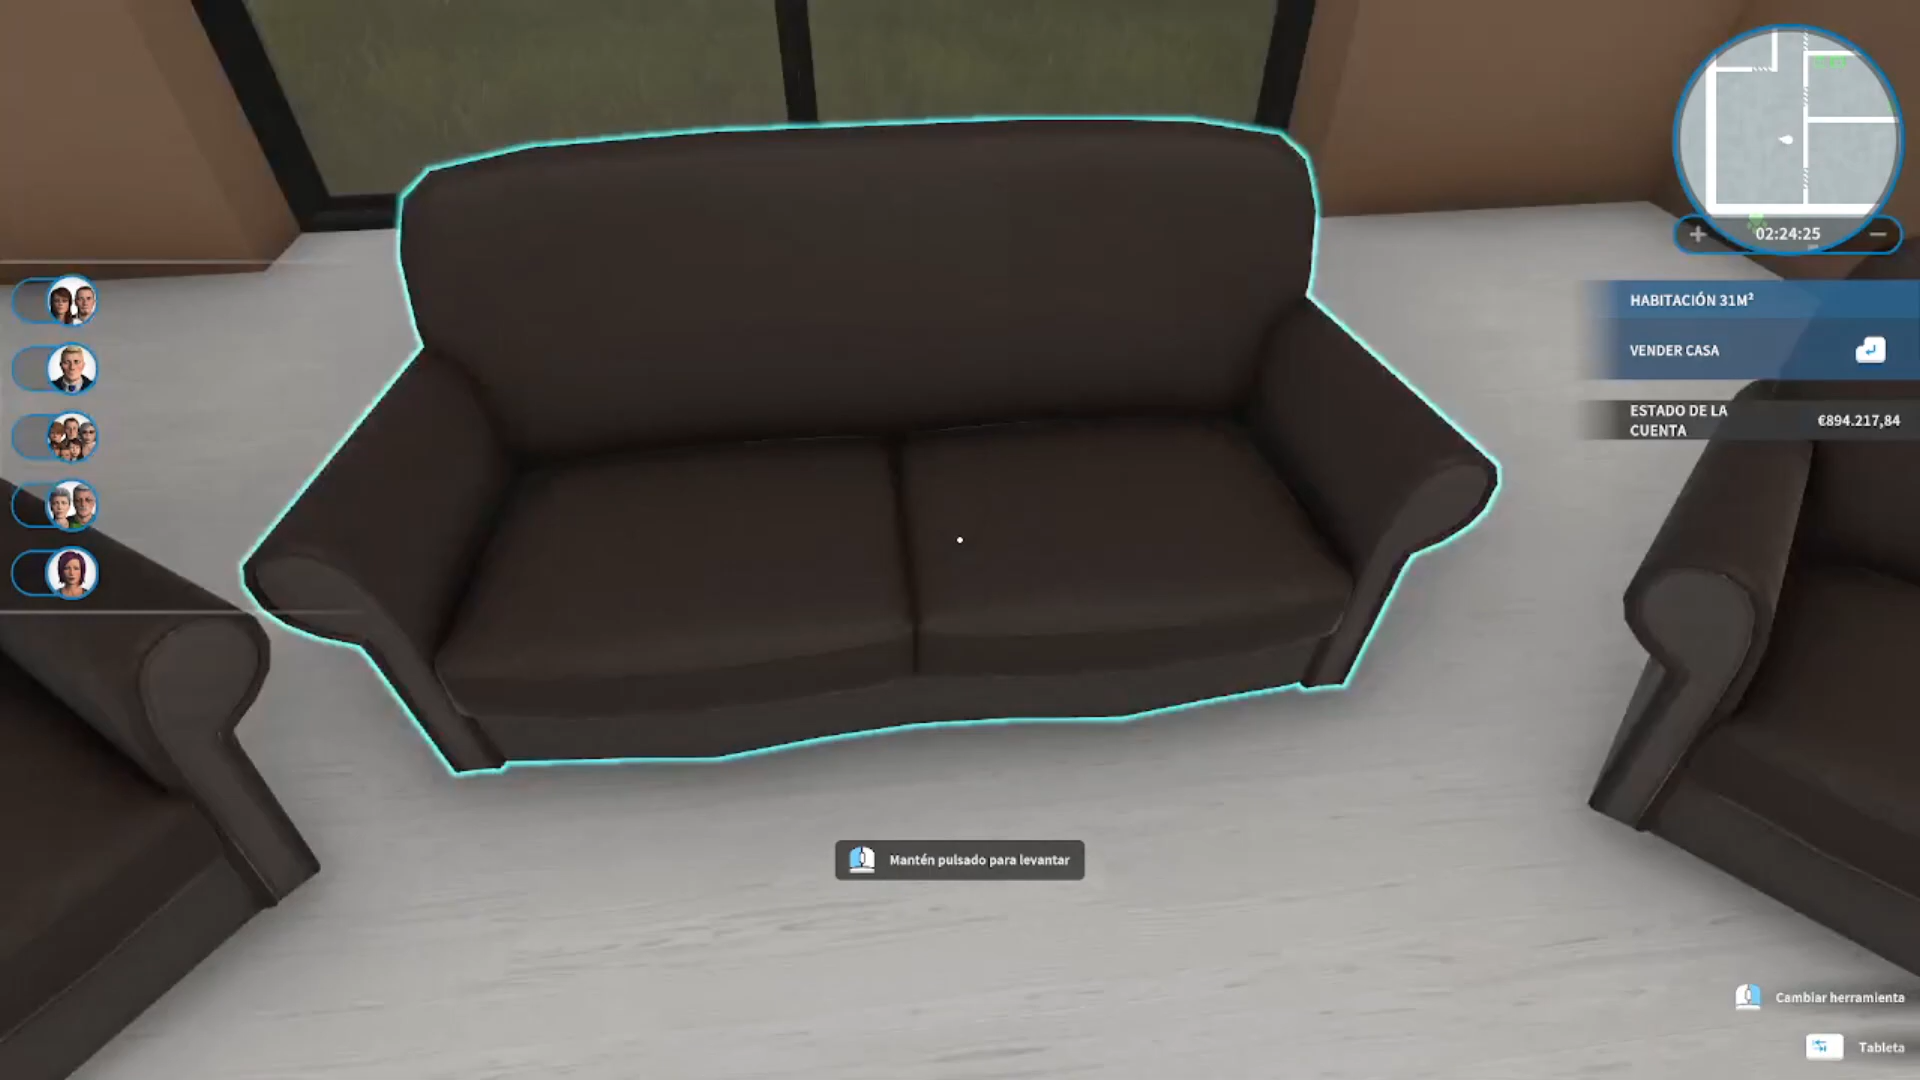 02:24:25
HABITACIÓN 31M²
VENDER CASA
ESTADO DE LA
CUENTA
€894.217,84
Mantén pulsado para levantar
Cambiar herramienta
Tableta